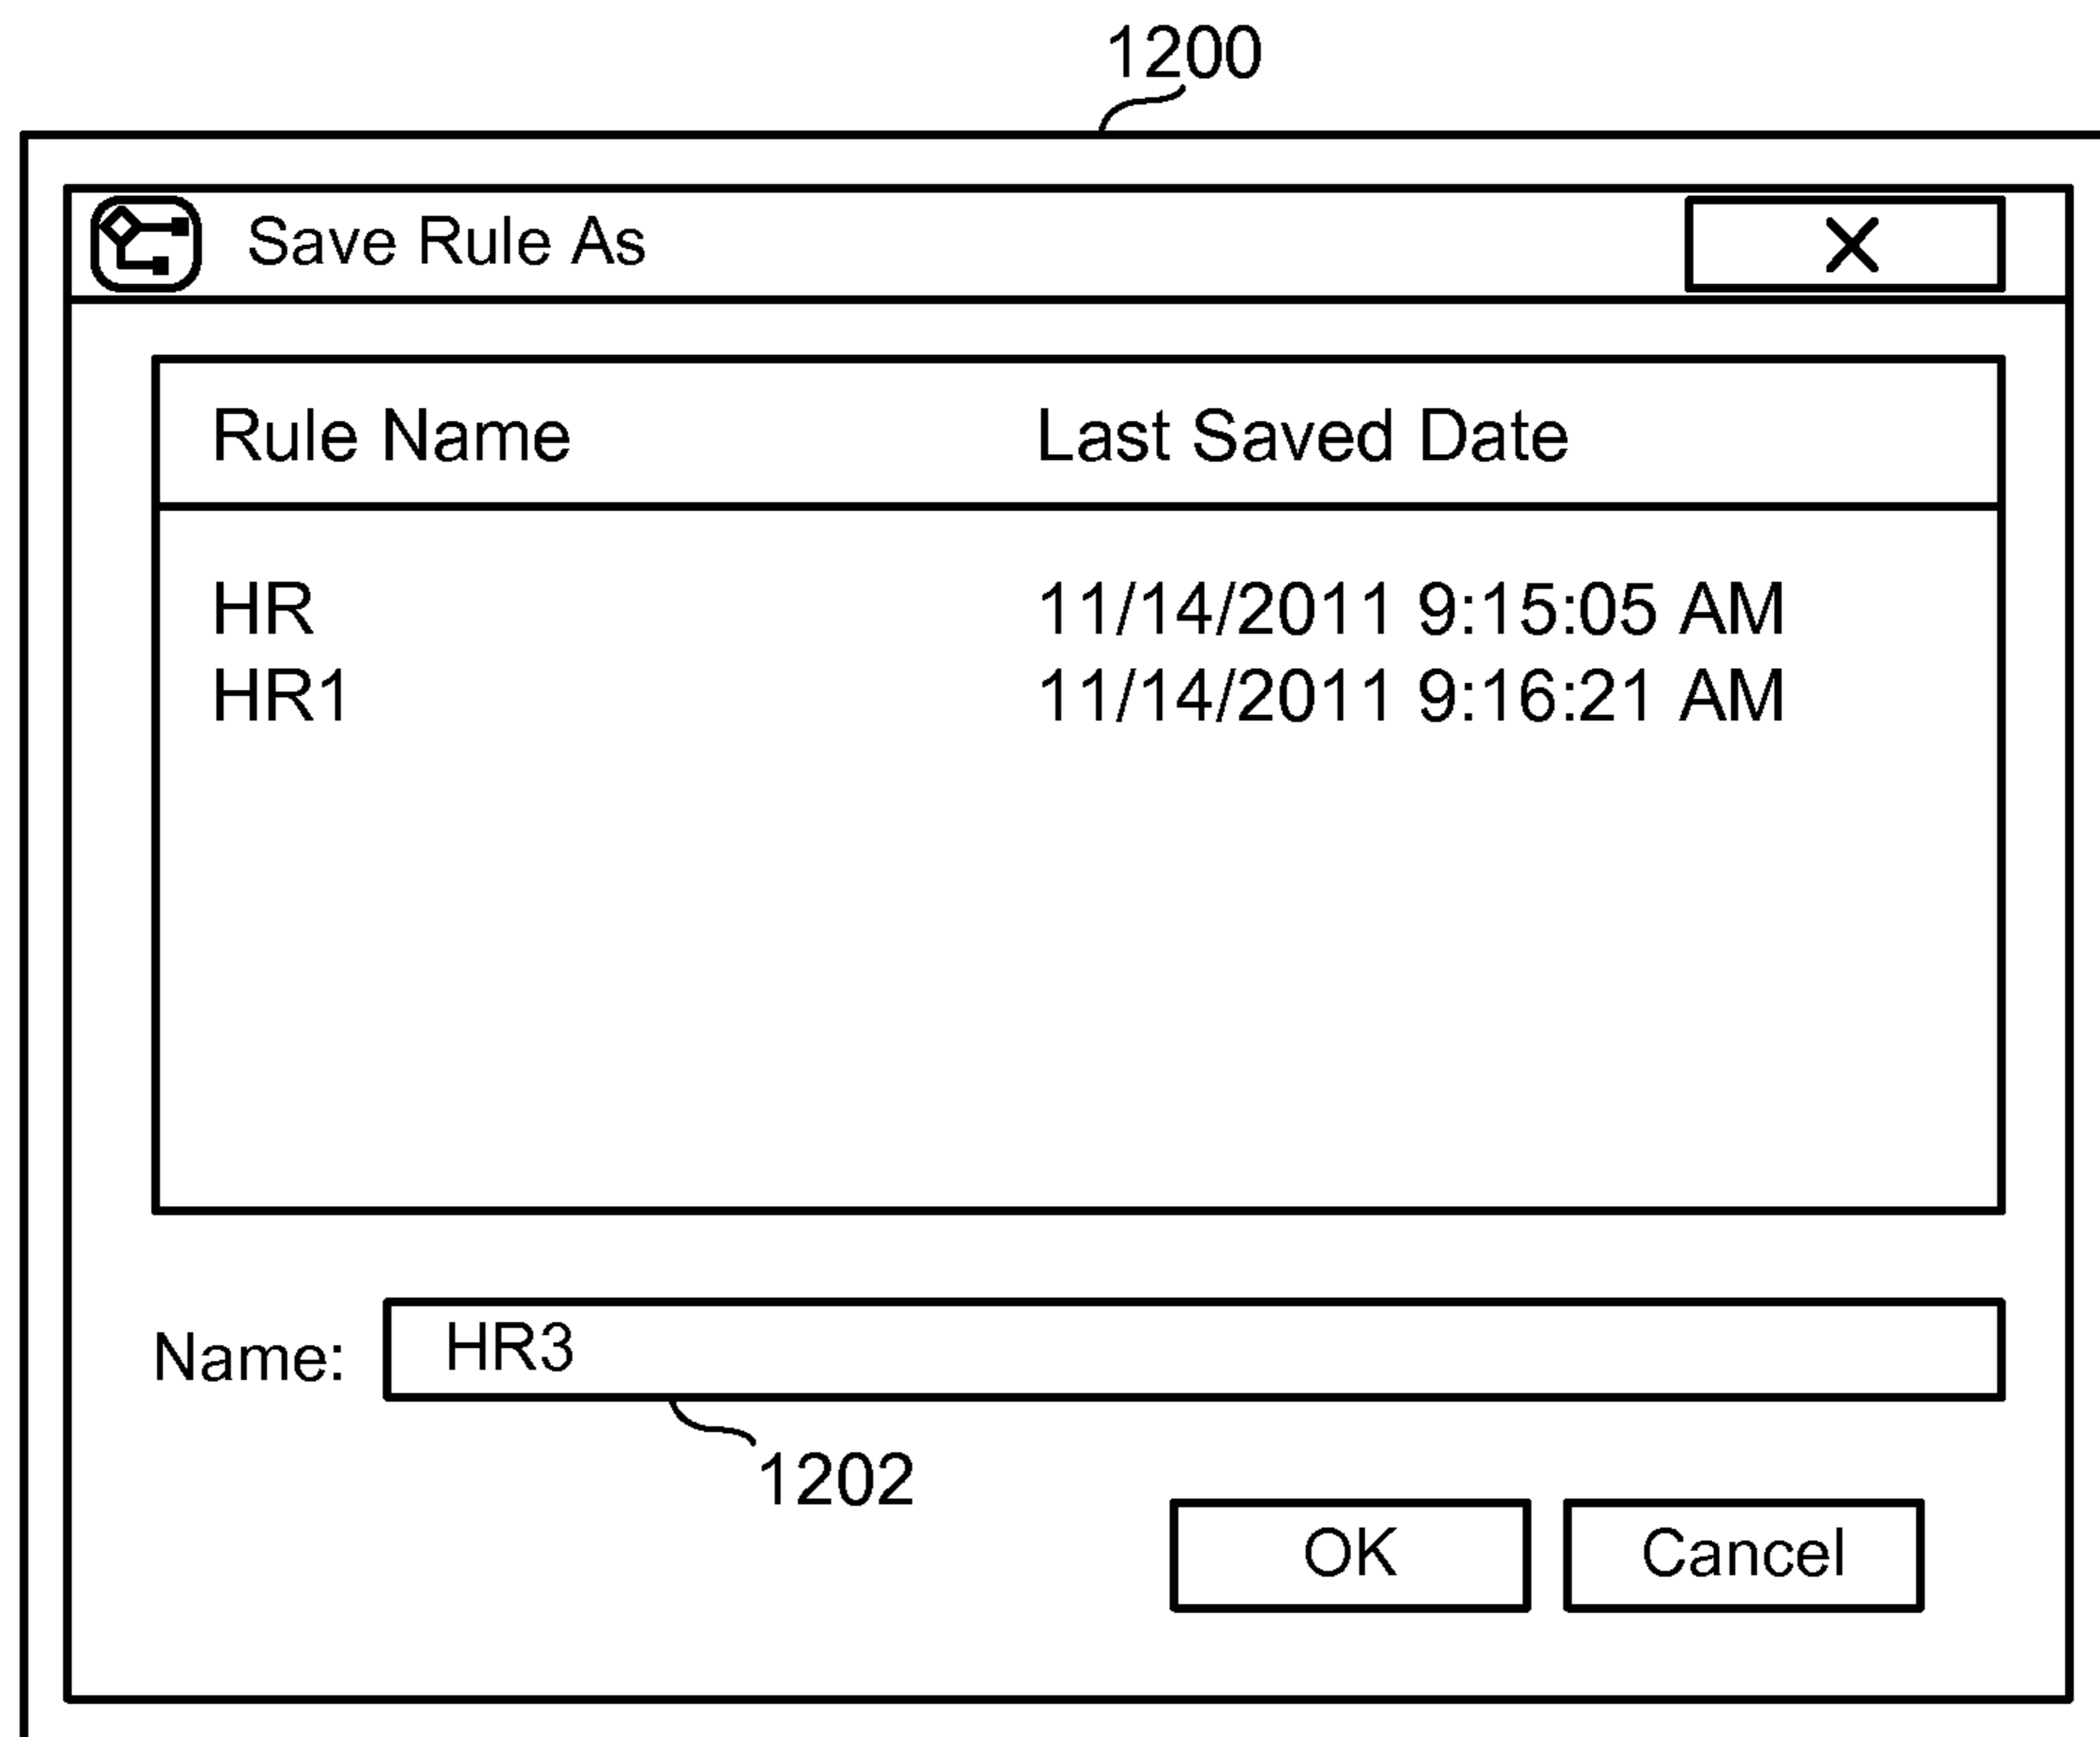 1200
Save Rule As
Rule Name Last Saved Date
HR 11/14/2011 9:15:05 AM
HR1 11/14/2011 9:16:21 AM
Name: HR3
1202
OK Cancel